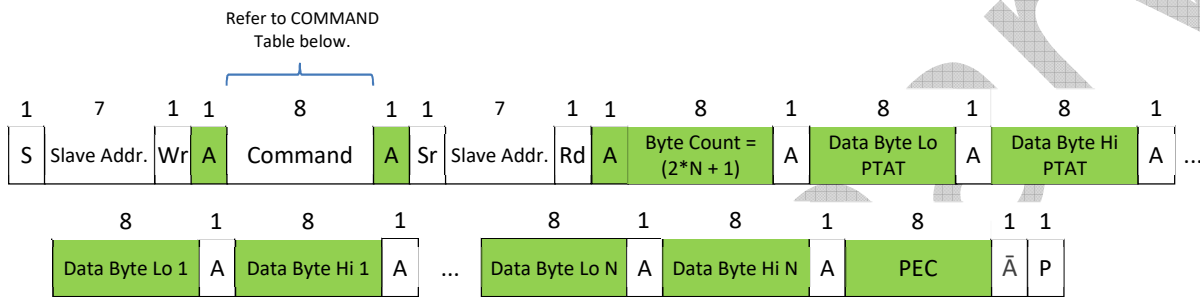 Refer to COMMAND
Table below.
1 7 1 1 8 1 1 7 1 1 8 1 8 1 8 1
S Slave Addr. Wr A Command A Sr Slave Addr. Rd A Byte Count = (2*N + 1) A Data Byte Lo PTAT A Data Byte Hi PTAT A ...
8 1 8 1 8 1 8 1 8 1 1
Data Byte Lo 1 A Data Byte Hi 1 A ... Data Byte Lo N A Data Byte Hi N A PEC Ā P